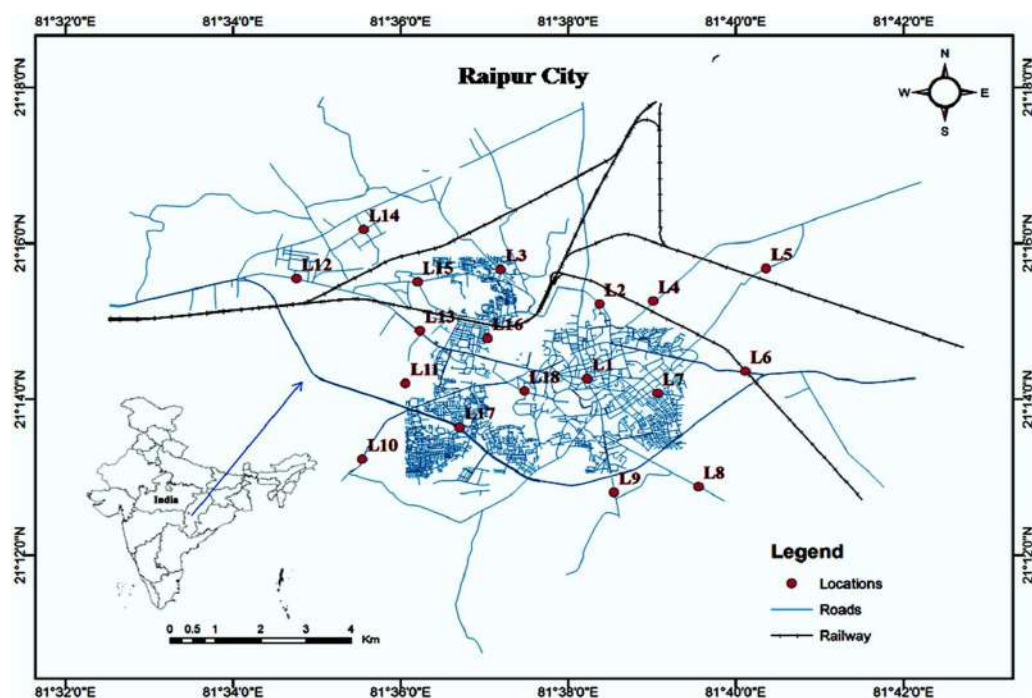 81°32'0"E 81°34'0"E 81°36'0"E 81°38'0"E 81°40'0"E 81°42'0"E
Raipur City
N
W E
S
21°18'0"N 21°18'0"N
L14
21°16'0"N 21°16'0"N
L12
L15
L3
L5
L2
L4
L13
L16
L6
L11
L18
L1
L7
21°14'0"N 21°14'0"N
L17
L10
L9
L8
India
21°12'0"N 21°12'0"N
Legend
Locations
Roads
Railway
0 0.5 1 2 3 4
Km
81°32'0"E 81°34'0"E 81°36'0"E 81°38'0"E 81°40'0"E 81°42'0"E